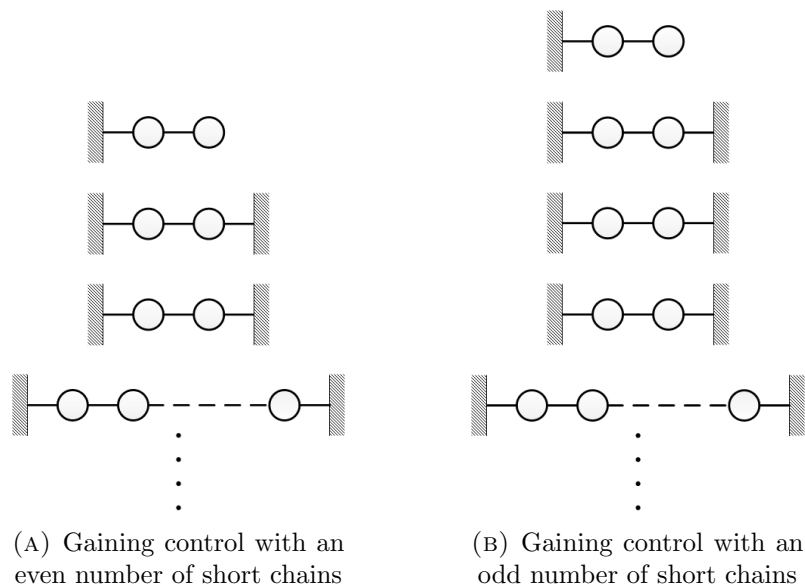 (A) Gaining control with an
even number of short chains
(B) Gaining control with an
odd number of short chains